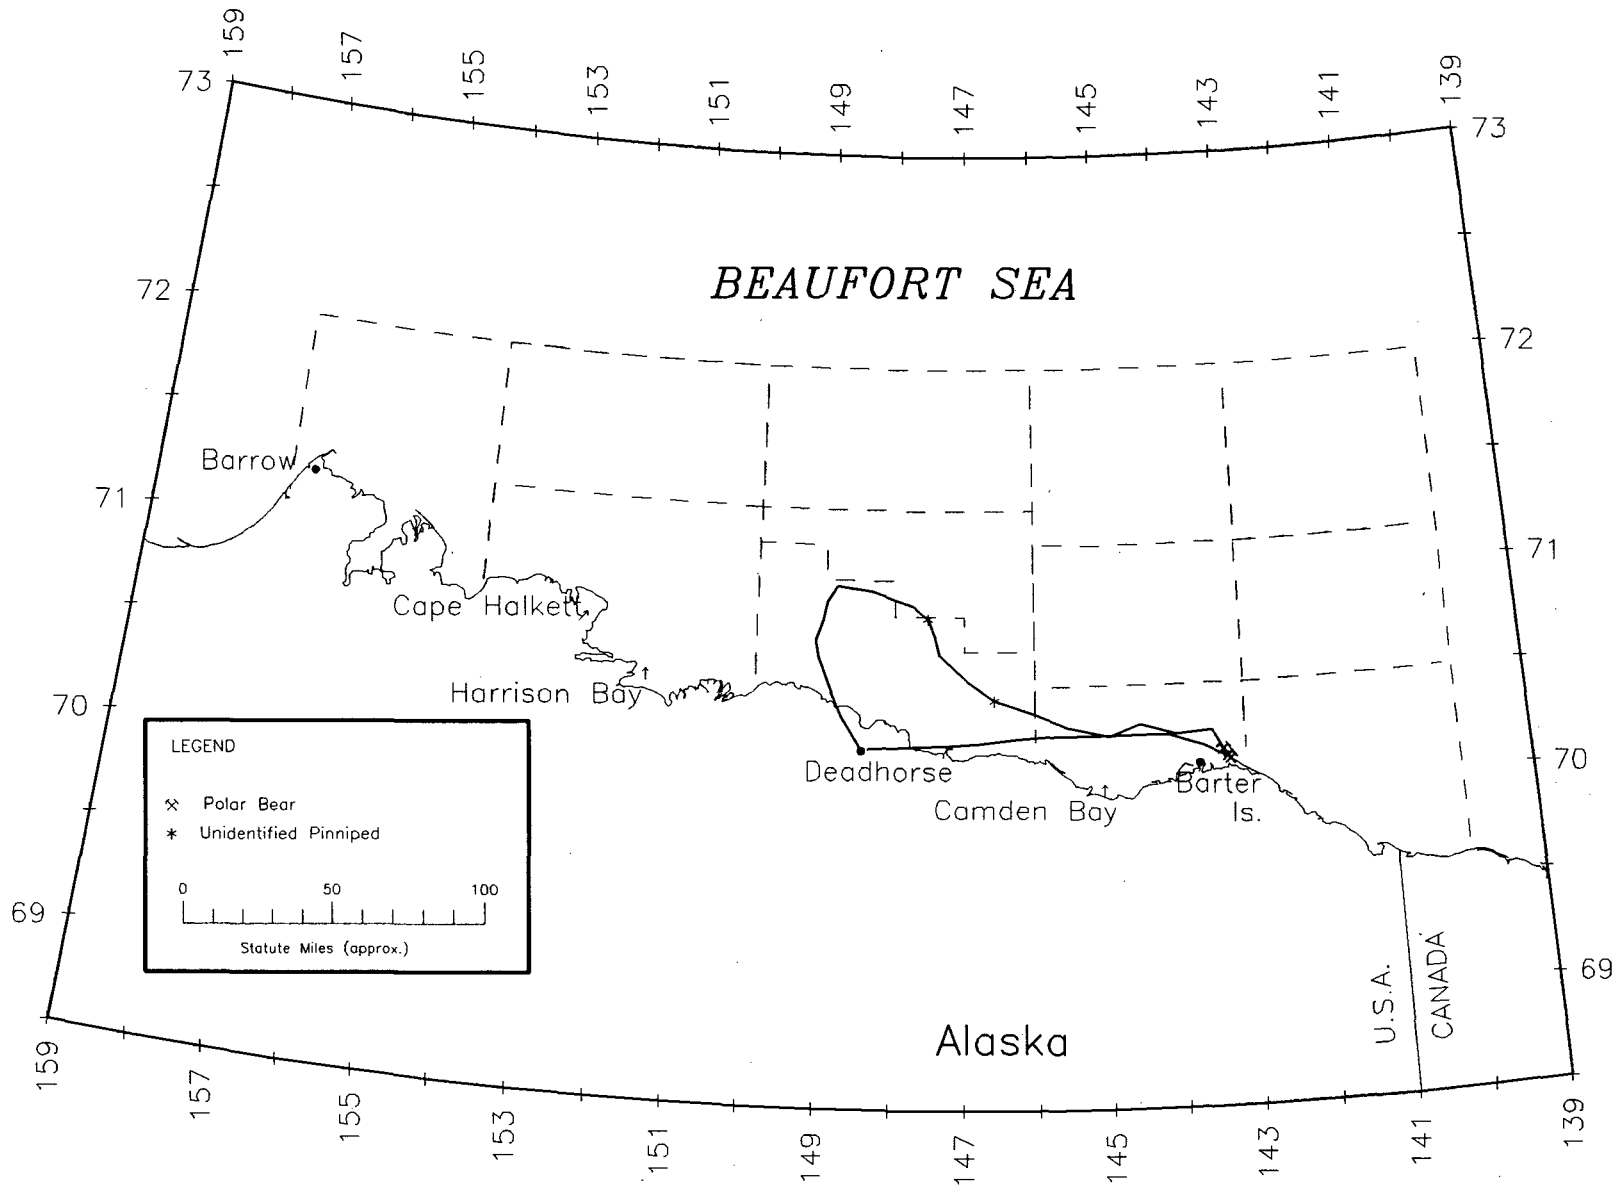 159
157
155
153
151
149
147
145
143
141
139
73
73
BEAUFORT SEA
72
72
Barrow
71
71
Cape Halkett
Harrison Bay
70
70
Deadhorse
Barter
Is.
Camden Bay
LEGEND
Polar Bear
Unidentified Pinniped
0 50 100
Statute Miles (approx.)
69
69
U.S.A.
CANADA
Alaska
159
157
155
153
151
149
147
145
143
141
139